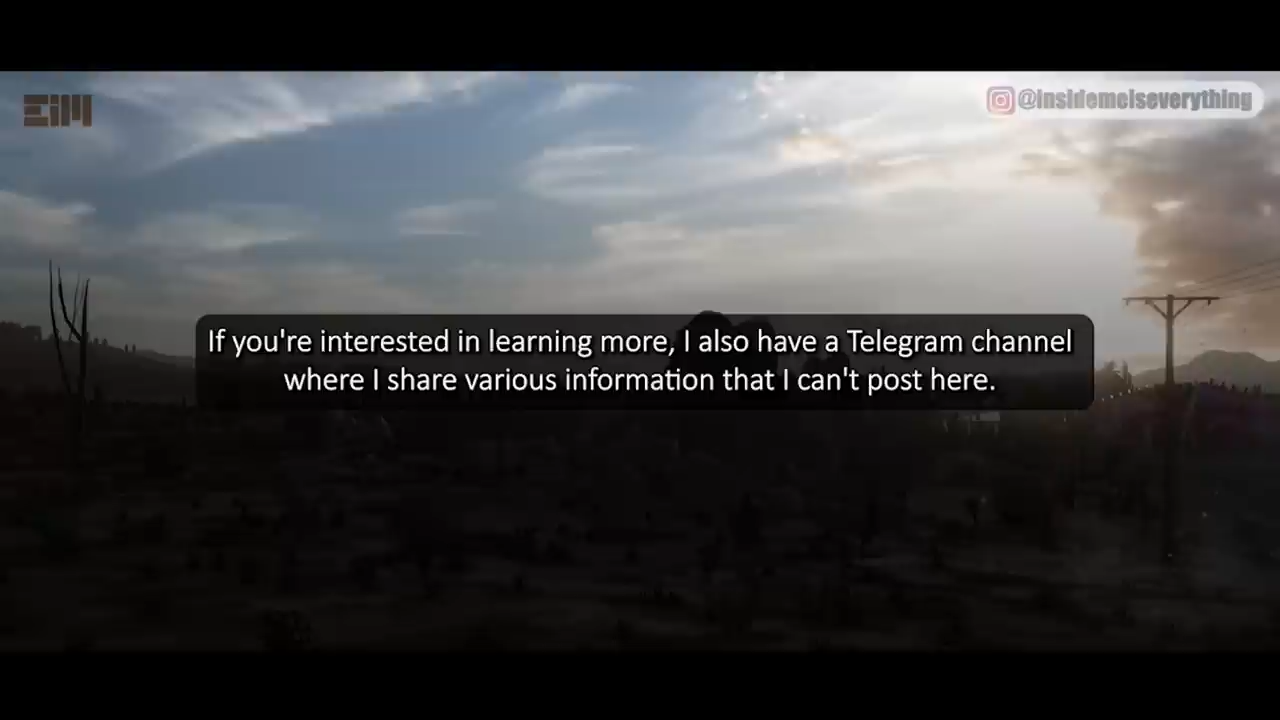 EiM
@insidemeiseverything
If you're interested in learning more, I also have a Telegram channel
where I share various information that I can't post here.